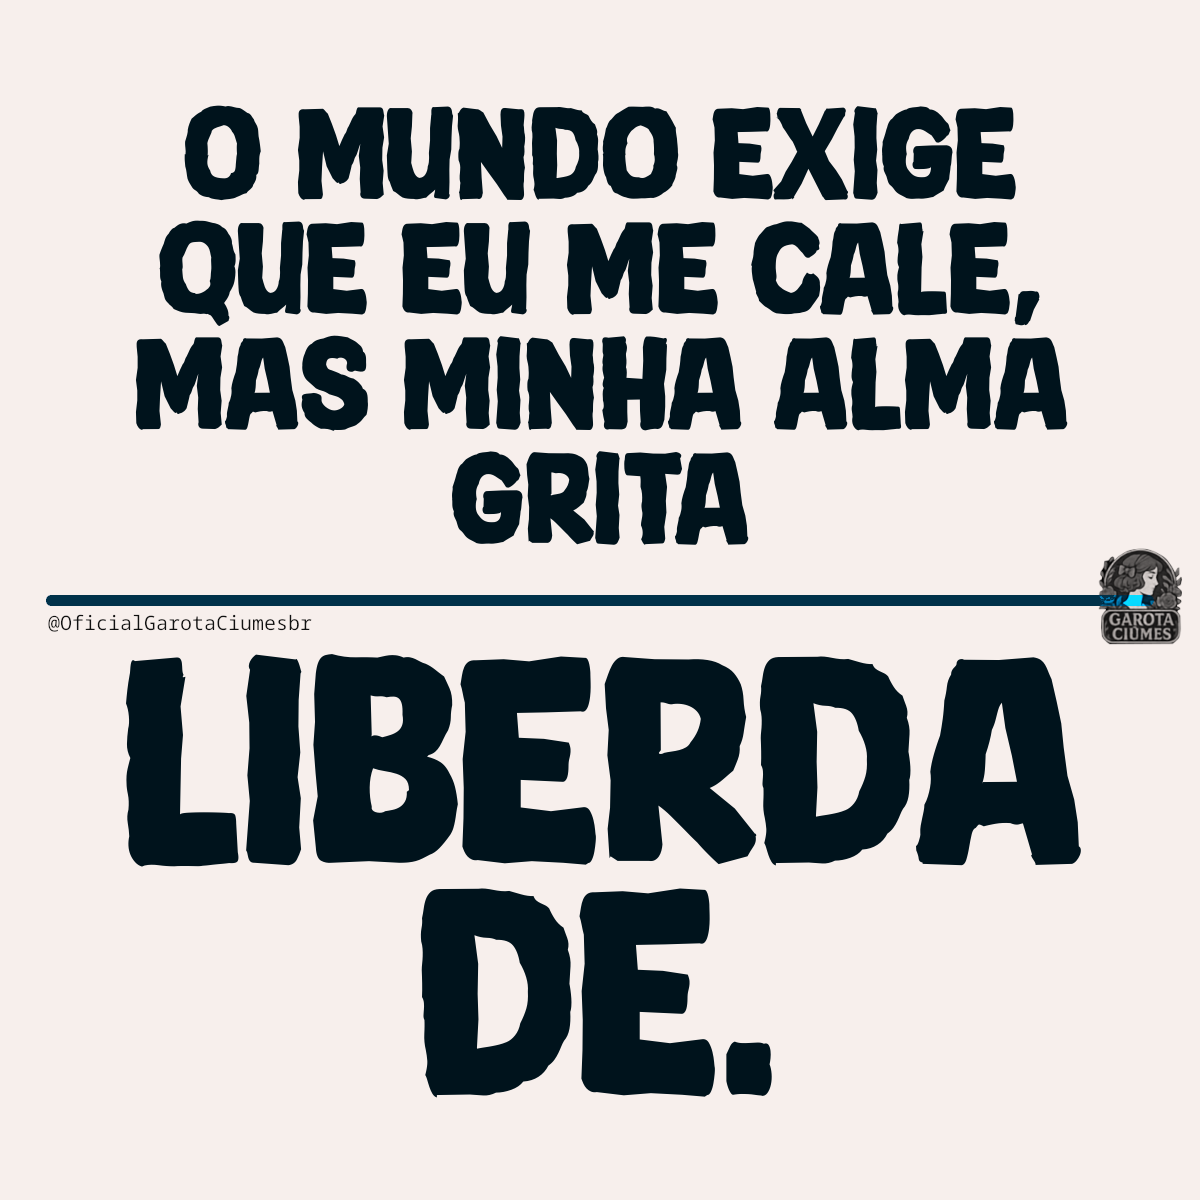 O MUNDO EXIGE
QUE EU ME CALE,
MAS MINHA ALMA
GRITA
@OficialGarotaCiumesbr
GAROTA
CIÚMES
LIBERDA
DE.